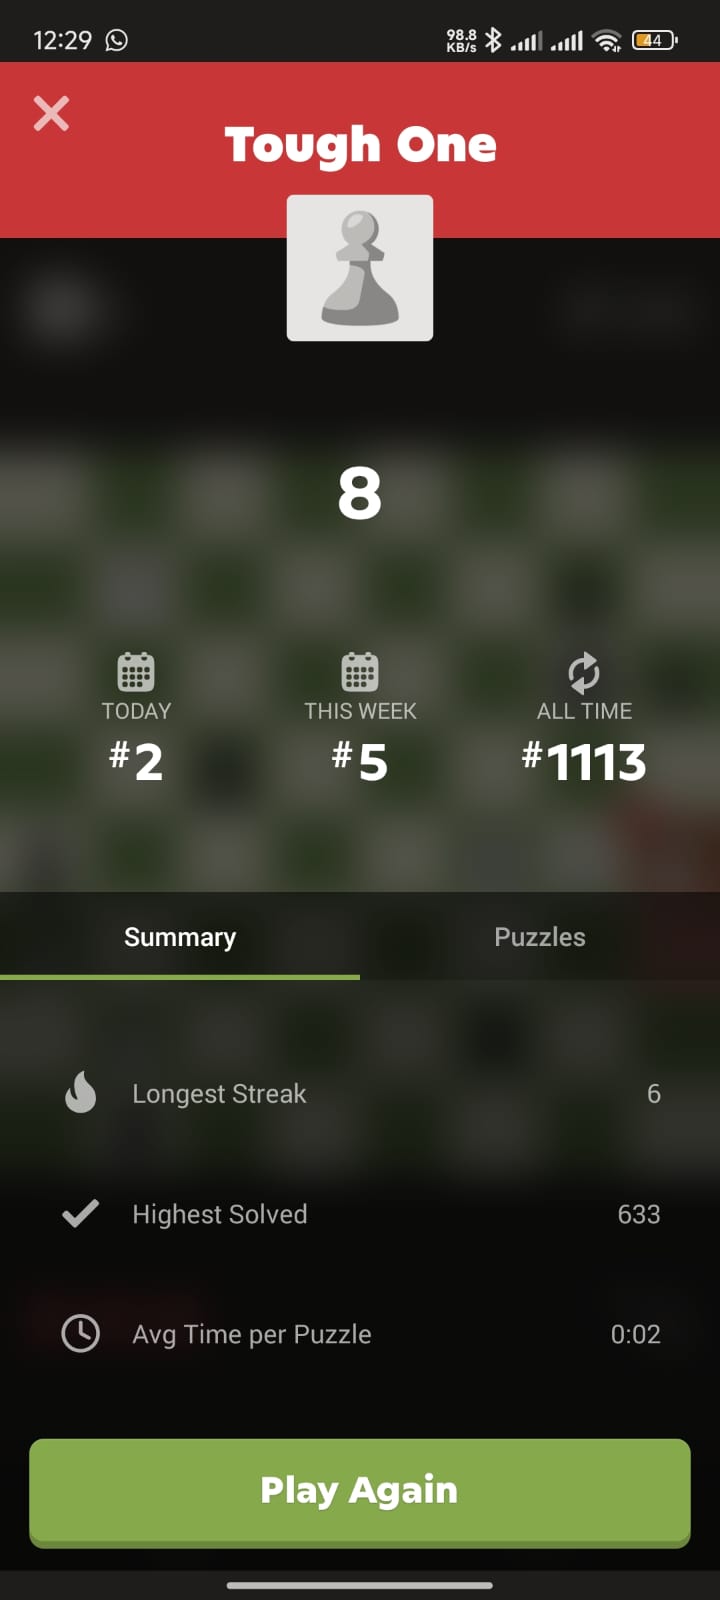 12:29 98.8 KB/s 44
Tough One
8
TODAY THIS WEEK ALL TIME
#2 #5 #1113
Summary Puzzles
Longest Streak 6
Highest Solved 633
Avg Time per Puzzle 0:02
Play Again